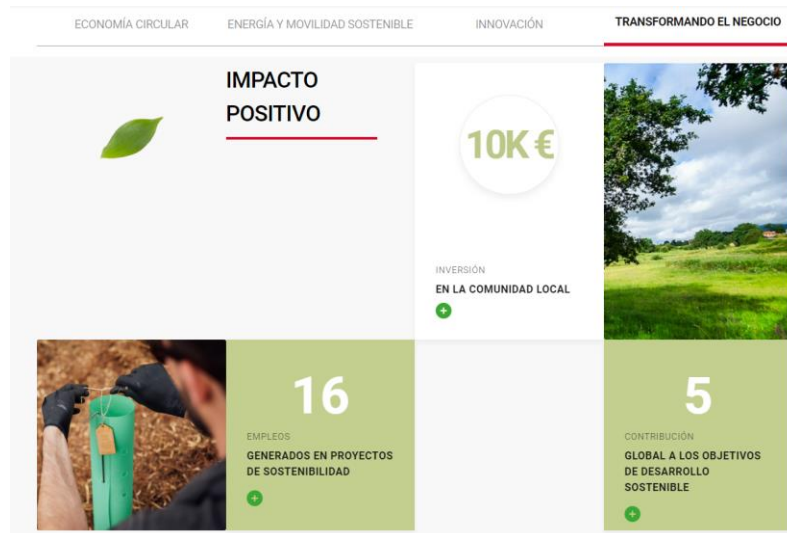 ECONOMÍA CIRCULAR
ENERGÍA Y MOVILIDAD SOSTENIBLE
INNOVACIÓN
TRANSFORMANDO EL NEGOCIO
IMPACTO
POSITIVO
10K €
INVERSIÓN
EN LA COMUNIDAD LOCAL
16
EMPLEOS
GENERADOS EN PROYECTOS
DE SOSTENIBILIDAD
5
CONTRIBUCIÓN
GLOBAL A LOS OBJETIVOS
DE DESARROLLO
SOSTENIBLE